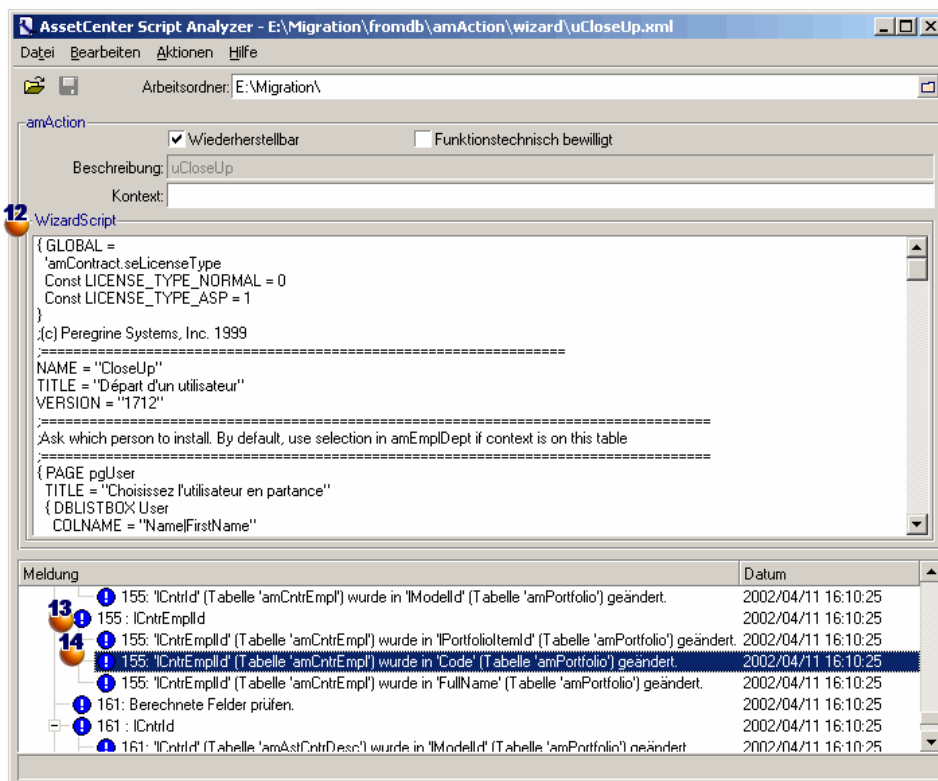 AssetCenter Script Analyzer - E:\Migration\fromdb\amAction\wizard\uCloseUp.xml
Datei Bearbeiten Aktionen Hilfe
Arbeitsordner: E:\Migration\
amAction
Wiederherstellbar Funktionstechnisch bewilligt
Beschreibung: uCloseUp
Kontext:
12
WizardScript
{ GLOBAL =
'amContract.seLicenseType
Const LICENSE_TYPE_NORMAL = 0
Const LICENSE_TYPE_ASP = 1
}
;(c) Peregrine Systems, Inc. 1999
;=================================================================
NAME = "CloseUp"
TITLE = "Départ d'un utilisateur"
VERSION = "1712"
;===================================================================================
;Ask which person to install. By default, use selection in amEmplDept if context is on this table
;===================================================================================
{ PAGE pgUser
TITLE = "Choisissez l'utilisateur en partance"
{ DBLISTBOX User
COLNAME = "Name|FirstName"
Meldung Datum
155: 'lCntrId' (Tabelle 'amCntrEmpl') wurde in 'lModelId' (Tabelle 'amPortfolio') geändert. 2002/04/11 16:10:25
13 155 : lCntrEmplId 2002/04/11 16:10:25
14 155: 'lCntrEmplId' (Tabelle 'amCntrEmpl') wurde in 'lPortfolioItemId' (Tabelle 'amPortfolio') geändert. 2002/04/11 16:10:25
155: 'lCntrEmplId' (Tabelle 'amCntrEmpl') wurde in 'Code' (Tabelle 'amPortfolio') geändert. 2002/04/11 16:10:25
155: 'lCntrEmplId' (Tabelle 'amCntrEmpl') wurde in 'FullName' (Tabelle 'amPortfolio') geändert. 2002/04/11 16:10:25
161: Berechnete Felder prüfen. 2002/04/11 16:10:25
161 : lCntrId 2002/04/11 16:10:25
161: 'lCntrId' (Tabelle 'amAstCntrDesc') wurde in 'lModelId' (Tabelle 'amPortfolio') geändert 2002/04/11 16:10:25